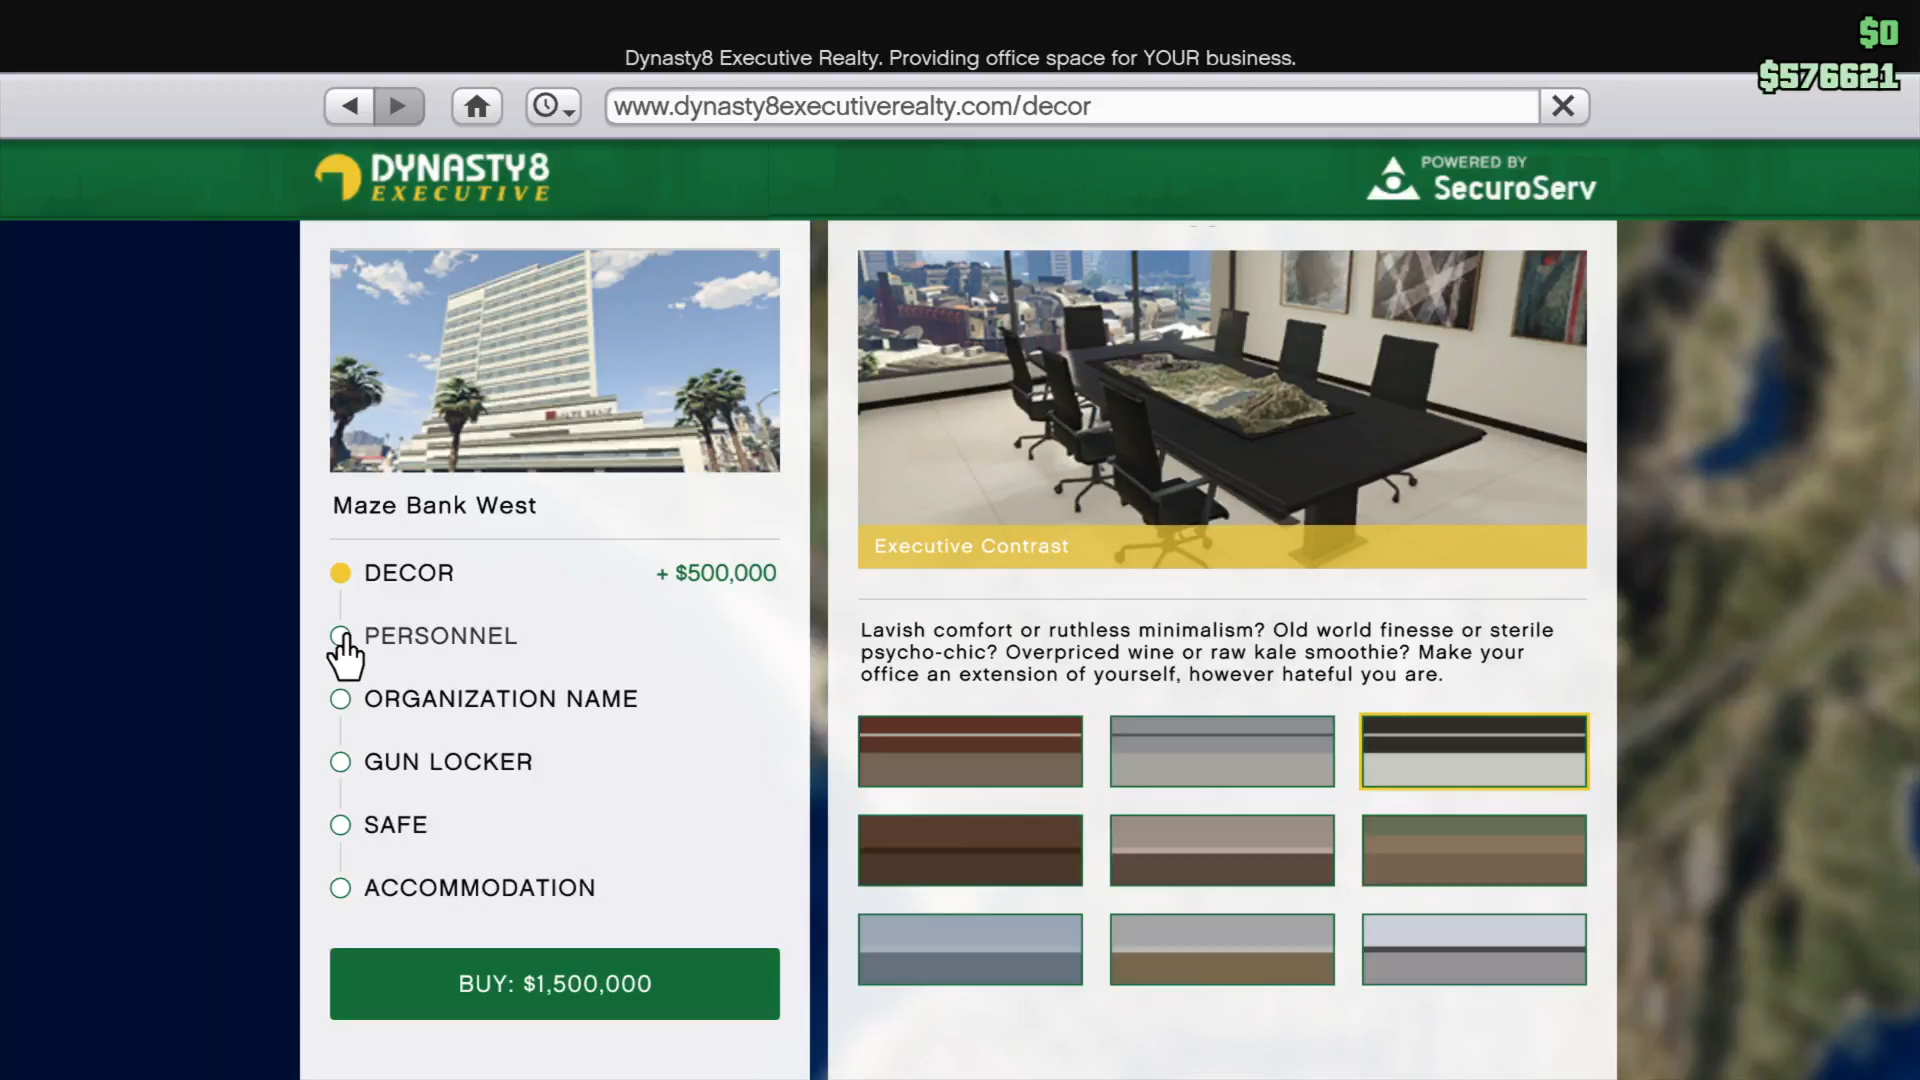 $0
$576621
Dynasty8 Executive Realty. Providing office space for YOUR business.
www.dynasty8executiverealty.com/decor
DYNASTY8
EXECUTIVE
POWERED BY
SecuroServ
MAZE BANK
Maze Bank West
DECOR + $500,000
PERSONNEL
ORGANIZATION NAME
GUN LOCKER
SAFE
ACCOMMODATION
BUY: $1,500,000
Executive Contrast
Lavish comfort or ruthless minimalism? Old world finesse or sterile
psycho-chic? Overpriced wine or raw kale smoothie? Make your
office an extension of yourself, however hateful you are.